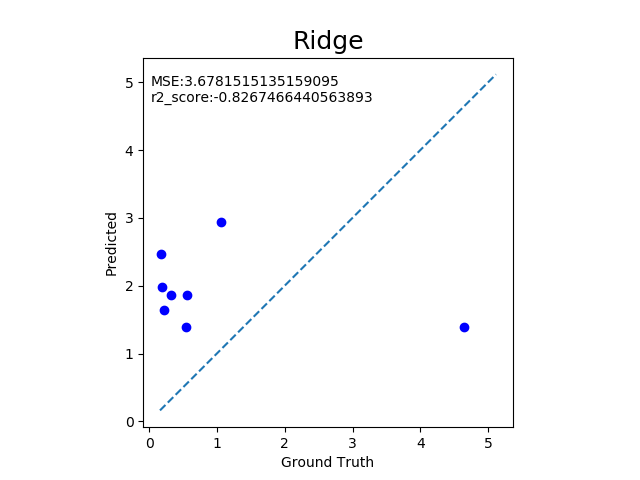 Ridge
MSE:3.6781515135159095
r2_score:-0.8267466440563893
5
4
3
2
1
0
Predicted
0 1 2 3 4 5
Ground Truth